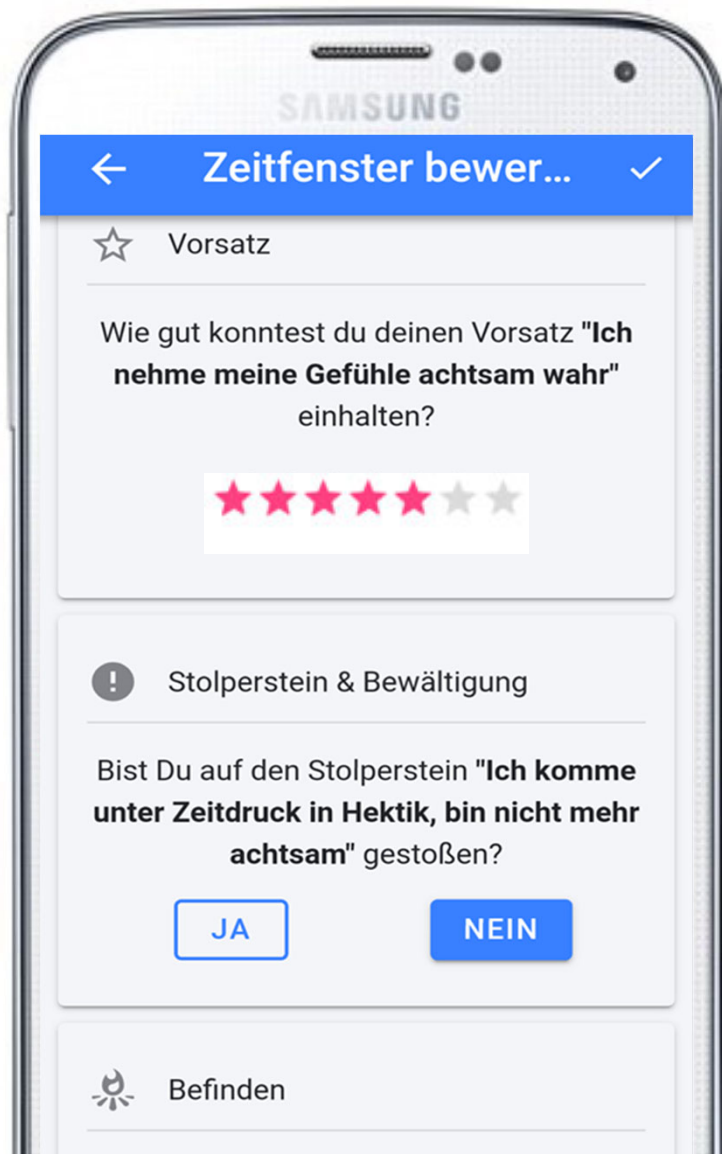 SAMSUNG
Zeitfenster bewer...
Vorsatz
Wie gut konntest du deinen Vorsatz "Ich
nehme meine Gefühle achtsam wahr"
einhalten?
Stolperstein & Bewältigung
Bist Du auf den Stolperstein "Ich komme
unter Zeitdruck in Hektik, bin nicht mehr
achtsam" gestoßen?
JA
NEIN
Befinden